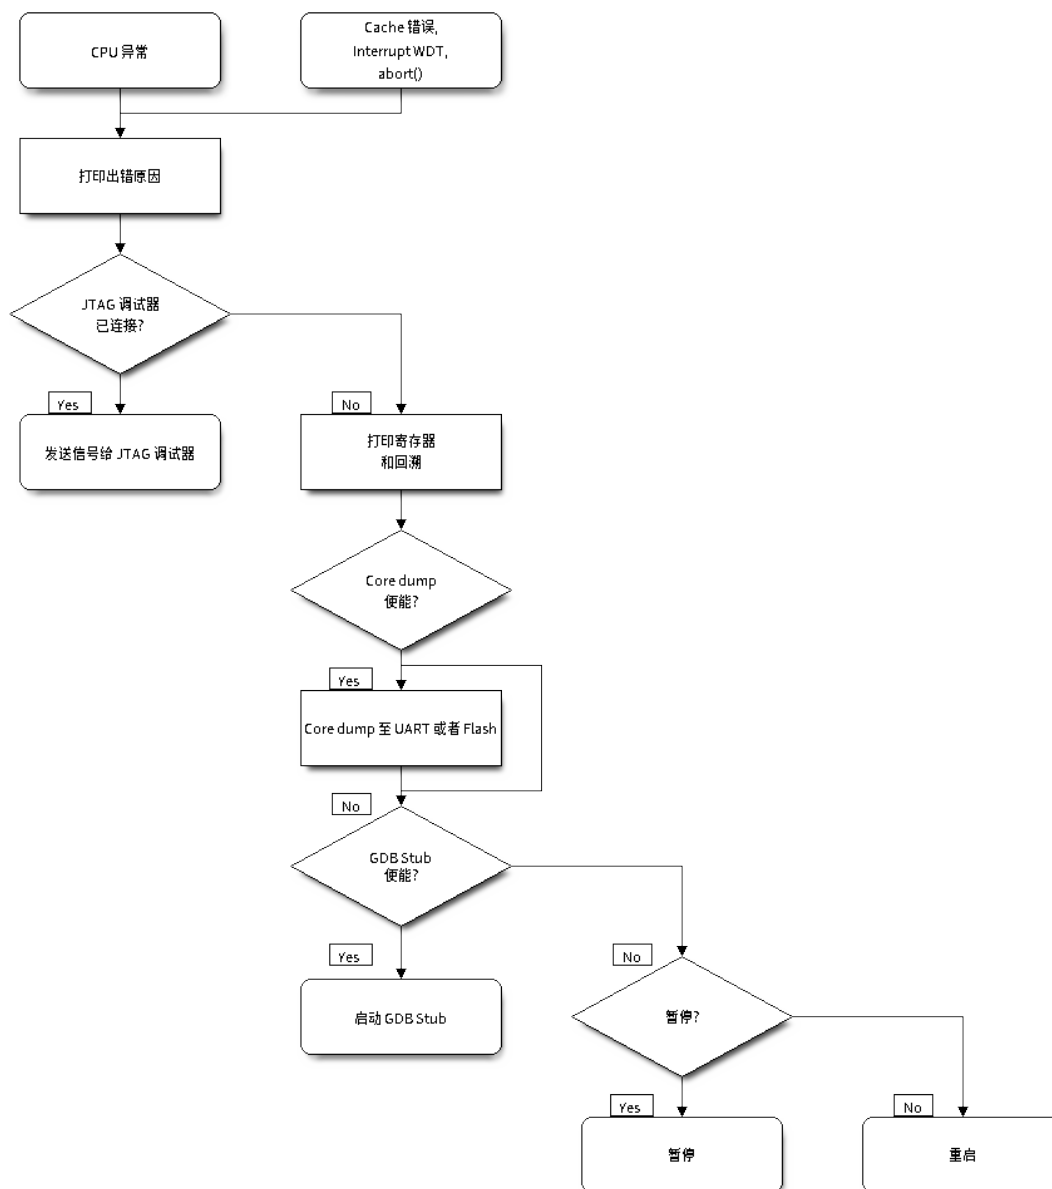 CPU 异常
Cache 错误,
Interrupt WDT,
abort()
打印出错原因
JTAG 调试器
已连接?
Yes
No
发送信号给 JTAG 调试器
打印寄存器
和回溯
Core dump
便能?
Yes
Core dump 至 UART 或者 Flash
No
GDB Stub
便能?
Yes
No
启动 GDB Stub
暂停?
Yes
No
暂停
重启